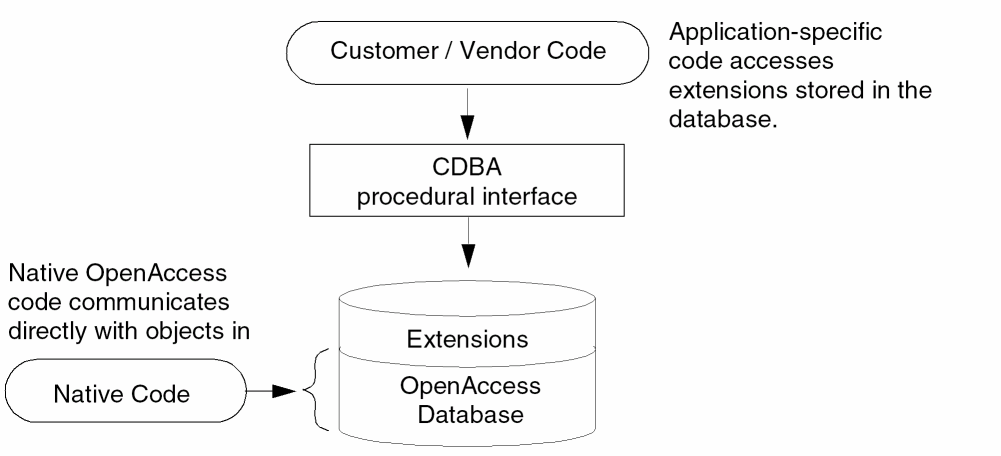 Customer / Vendor Code
Application-specific
code accesses
extensions stored in the
database.
CDBA
procedural interface
Native OpenAccess
code communicates
directly with objects in
Native Code
Extensions
OpenAccess
Database